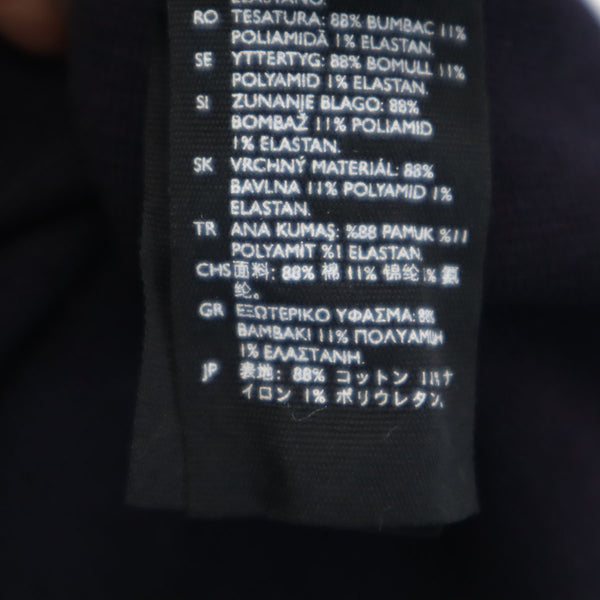 ELASTANO.
RO TESATURA: 88% BUMBAC 11%
POLIAMIDĂ 1% ELASTAN.
SE YTTERTYG: 88% BOMULL 11%
POLYAMID 1% ELASTAN.
SI ZUNANJE BLAGO: 88%
BOMBAŽ 11% POLIAMID
1% ELASTAN.
SK VRCHNÝ MATERIÁL: 88%
BAVLNA 11% POLYAMID 1%
ELASTAN.
TR ANA KUMAŞ: %88 PAMUK %11
POLYAMİT %1 ELASTAN.
CHS 面料: 88% 棉 11% 锦纶 1% 氨
纶。
GR ΕΞΩΤΕΡΙΚΟ ΥΦΑΣΜΑ: 88%
ΒΑΜΒΑΚΙ 11% ΠΟΛΥΑΜΙΔΗ
1% ΕΛΑΣΤΑΝΗ.
JP 表地: 88% コットン 11% ナ
イロン 1% ポリウレタン.